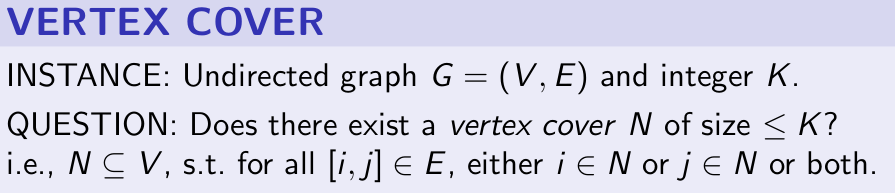 VERTEX COVER
INSTANCE: Undirected graph G = (V, E) and integer K.
QUESTION: Does there exist a vertex cover N of size ≤ K?
i.e., N ⊆ V, s.t. for all [i, j] ∈ E, either i ∈ N or j ∈ N or both.